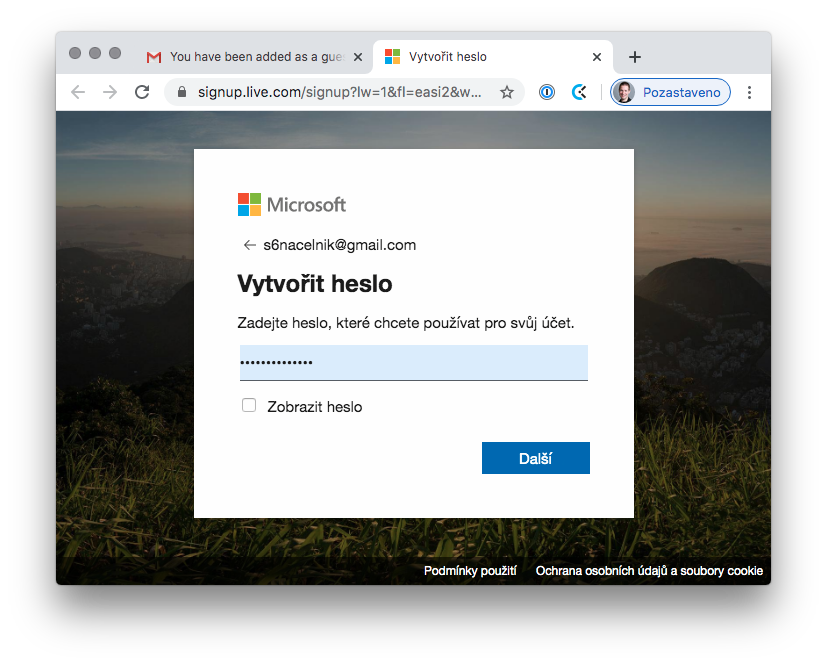 You have been added as a gue
Vytvořit heslo
signup.live.com/signup?lw=1&fl=easi2&w...
Pozastaveno
Microsoft
s6nacelnik@gmail.com
Vytvořit heslo
Zadejte heslo, které chcete používat pro svůj účet.
••••••••••••••
Zobrazit heslo
Další
Podmínky použití Ochrana osobních údajů a soubory cookie